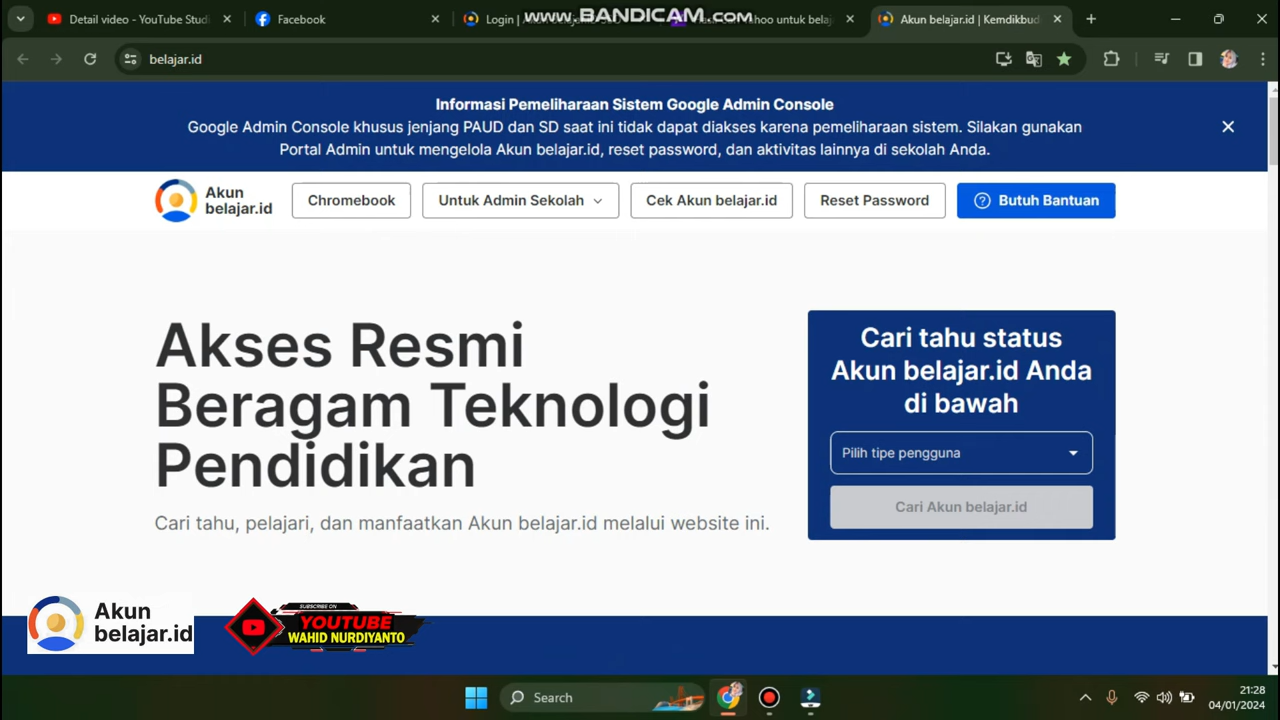 Detail video - YouTube Studi
Facebook
Login |
www.BANDICAM.com
hoo untuk belaj
Akun belajar.id | Kemdikbud
belajar.id
Informasi Pemeliharaan Sistem Google Admin Console
Google Admin Console khusus jenjang PAUD dan SD saat ini tidak dapat diakses karena pemeliharaan sistem. Silakan gunakan
Portal Admin untuk mengelola Akun belajar.id, reset password, dan aktivitas lainnya di sekolah Anda.
Akun
belajar.id
Chromebook
Untuk Admin Sekolah
Cek Akun belajar.id
Reset Password
Butuh Bantuan
Akses Resmi
Beragam Teknologi
Pendidikan
Cari tahu, pelajari, dan manfaatkan Akun belajar.id melalui website ini.
Cari tahu status
Akun belajar.id Anda
di bawah
Pilih tipe pengguna
Cari Akun belajar.id
Akun
belajar.id
SUBSCRIBE ON
YOUTUBE
WAHID NURDIYANTO
Search
21:28
04/01/2024